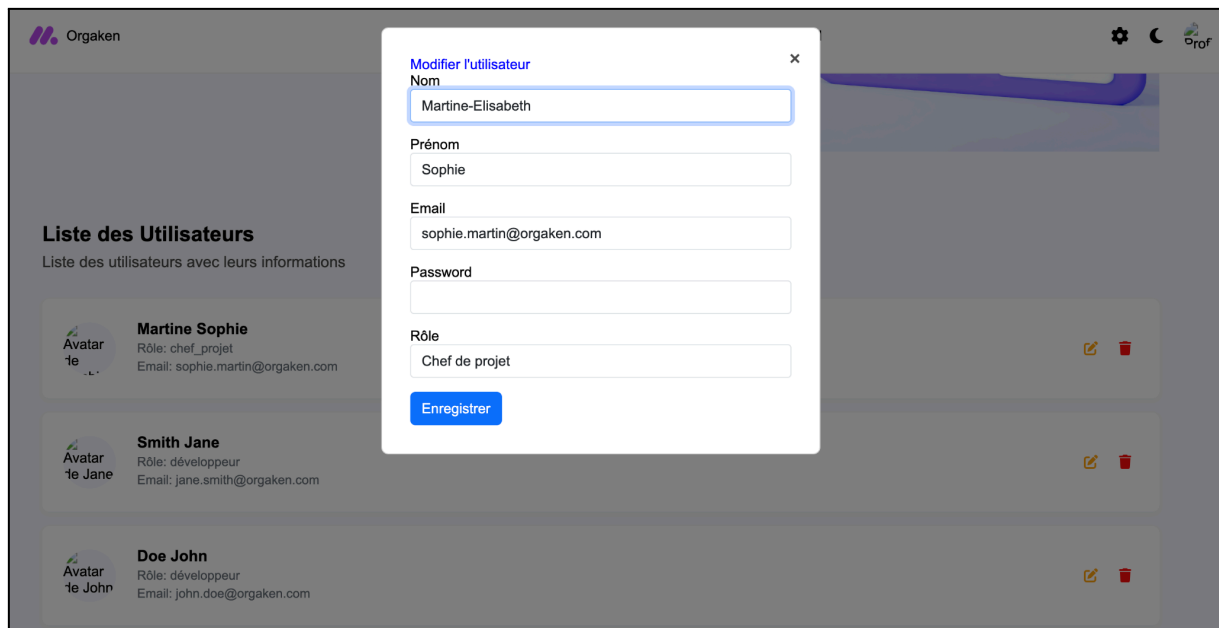 Orgaken
Prof
Modifier l'utilisateur
×
Nom
Martine-Elisabeth
Prénom
Sophie
Email
sophie.martin@orgaken.com
Password
Rôle
Chef de projet
Enregistrer
Liste des Utilisateurs
Liste des utilisateurs avec leurs informations
Avatar
de
Martine Sophie
Rôle: chef_projet
Email: sophie.martin@orgaken.com
Avatar
de Jane
Smith Jane
Rôle: développeur
Email: jane.smith@orgaken.com
Avatar
de John
Doe John
Rôle: développeur
Email: john.doe@orgaken.com